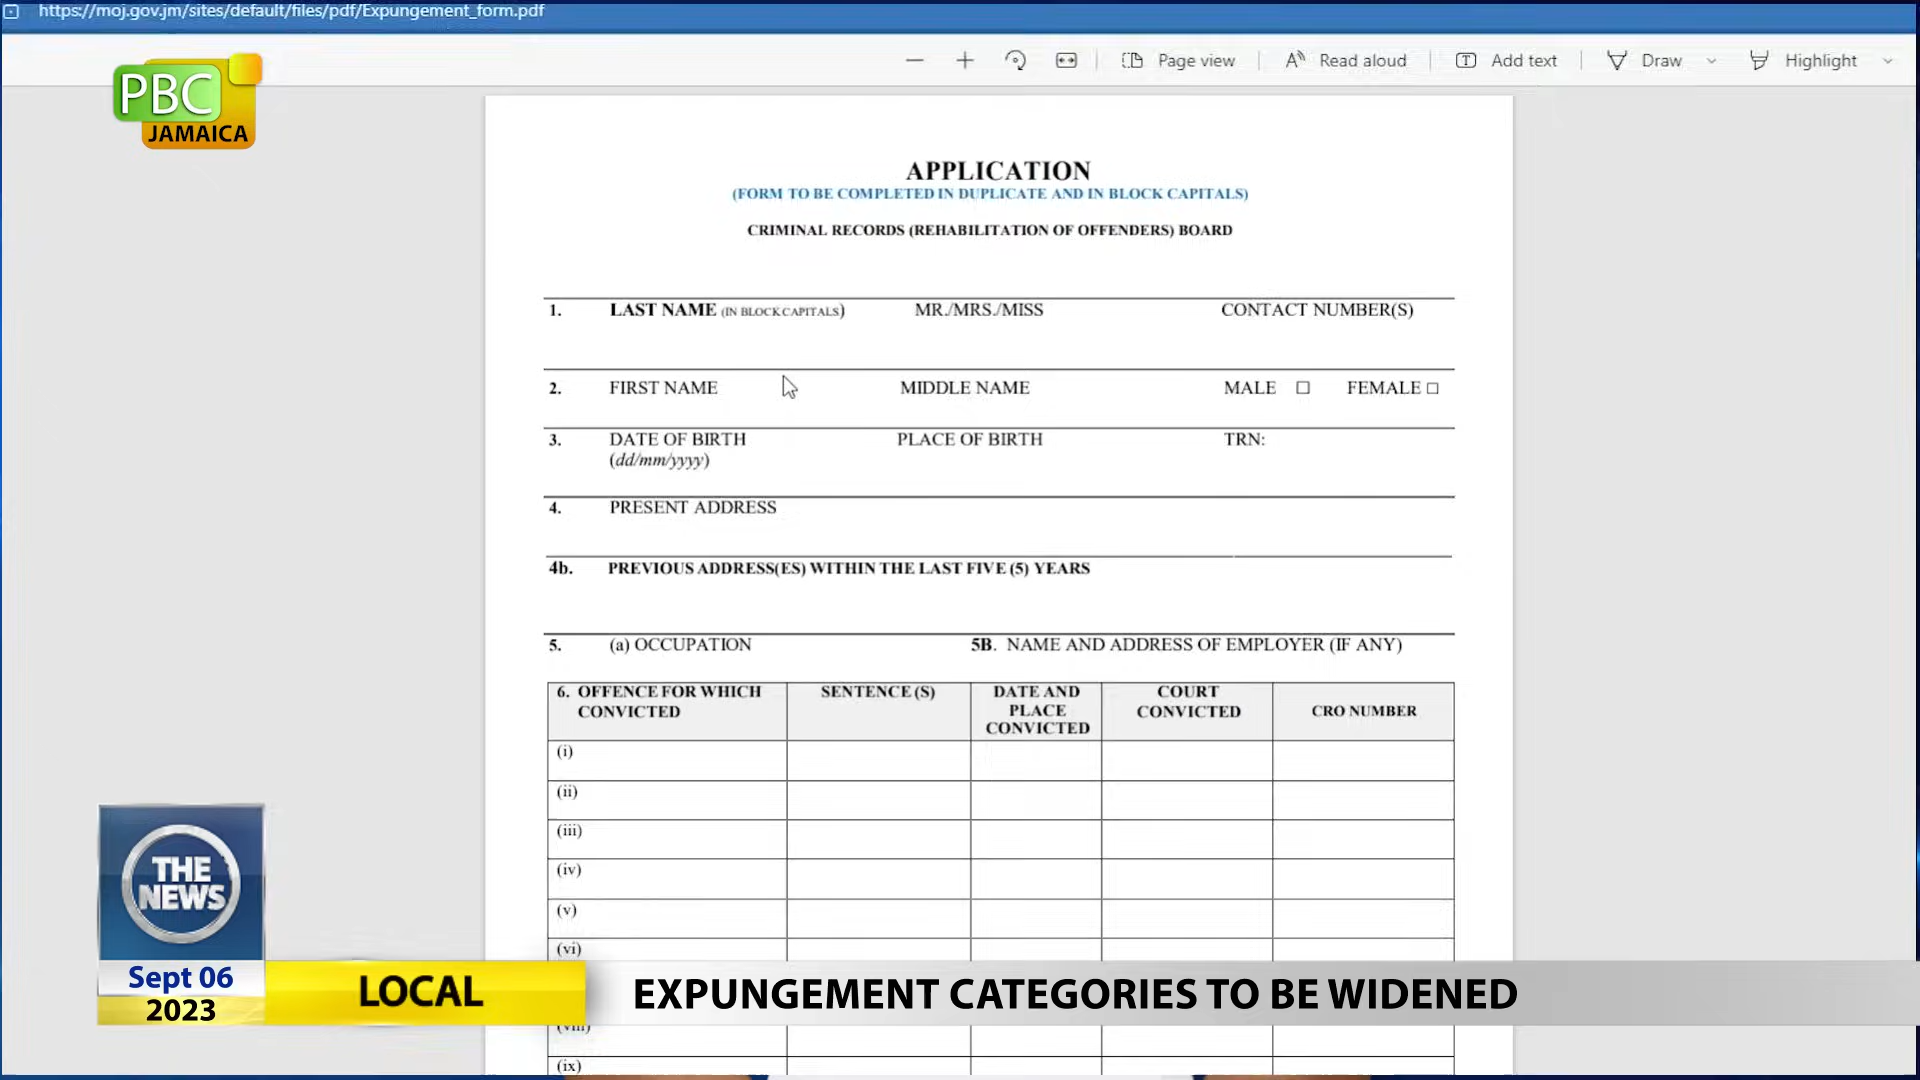 https://moj.gov.jm/sites/default/files/pdf/Expungement_form.pdf
Page view
Read aloud
Add text
Draw
Highlight
PBC
JAMAICA
APPLICATION
(FORM TO BE COMPLETED IN DUPLICATE AND IN BLOCK CAPITALS)
CRIMINAL RECORDS (REHABILITATION OF OFFENDERS) BOARD
1. LAST NAME (IN BLOCK CAPITALS) MR./MRS./MISS CONTACT NUMBER(S)
2. FIRST NAME MIDDLE NAME MALE ☐ FEMALE ☐
3. DATE OF BIRTH PLACE OF BIRTH TRN:
(dd/mm/yyyy)
4. PRESENT ADDRESS
4b. PREVIOUS ADDRESS(ES) WITHIN THE LAST FIVE (5) YEARS
5. (a) OCCUPATION 5B. NAME AND ADDRESS OF EMPLOYER (IF ANY)
6. OFFENCE FOR WHICH
CONVICTED
SENTENCE (S)
DATE AND
PLACE
CONVICTED
COURT
CONVICTED
CRO NUMBER
(i)
(ii)
(iii)
(iv)
(v)
(vi)
(viii)
(ix)
THE
NEWS
Sept 06
2023
LOCAL
EXPUNGEMENT CATEGORIES TO BE WIDENED